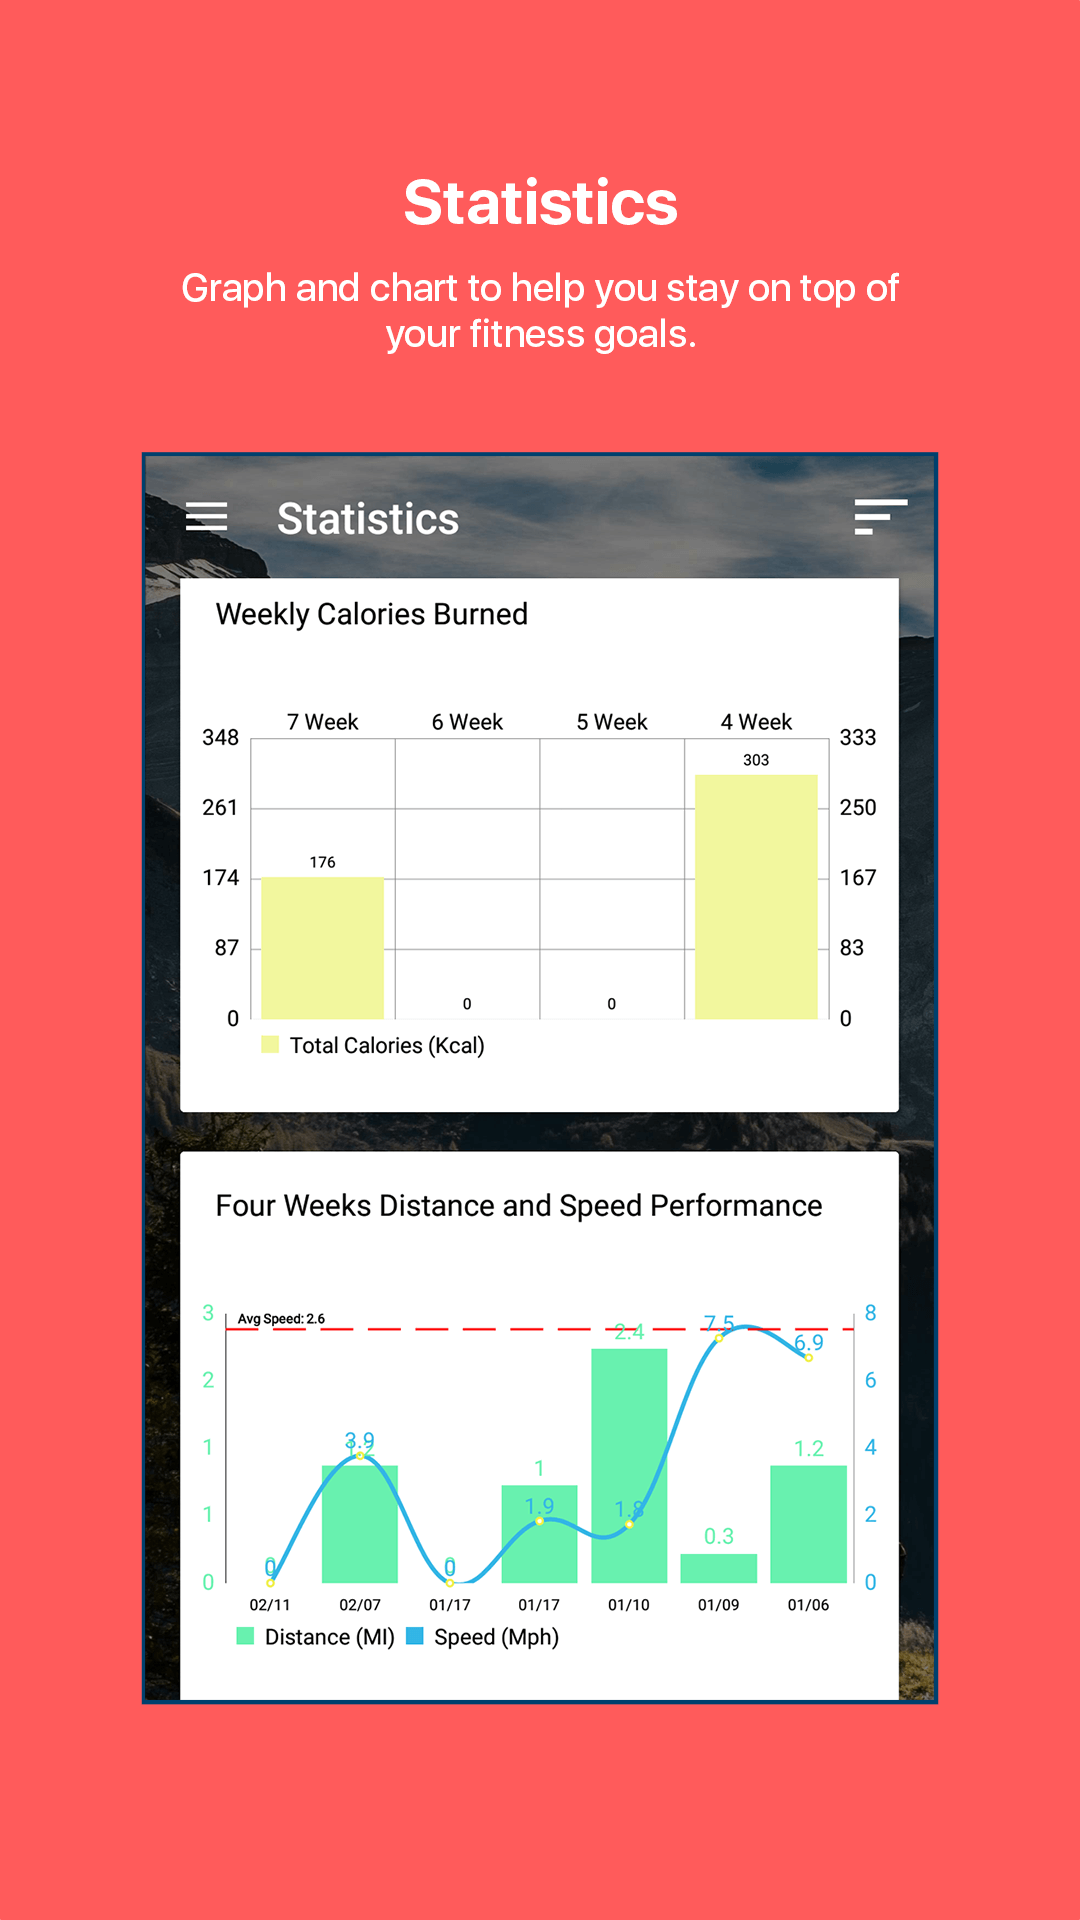 Statistics
Graph and chart to help you stay on top of
your fitness goals.
Statistics
Weekly Calories Burned
7 Week 6 Week 5 Week 4 Week
348 333
303
261 250
176
174 167
87 83
0 0
0 0
Total Calories (Kcal)
Four Weeks Distance and Speed Performance
3 Avg Speed: 2.6 7.5 8
2.4 6.9
2 6
3.9 1.2 1 4 1.2
1
1 1.9 1.8 2
0.3
0 0 0 0
0 0
02/11 02/07 01/17 01/17 01/10 01/09 01/06
Distance (MI) Speed (Mph)